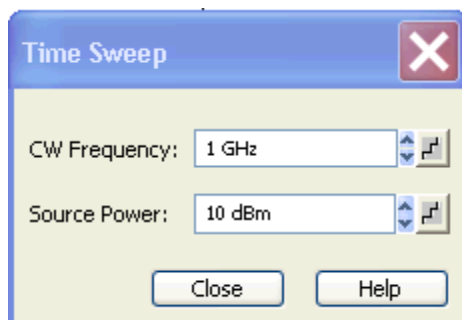 Time Sweep
CW Frequency: 1 GHz
Source Power: 10 dBm
Close Help